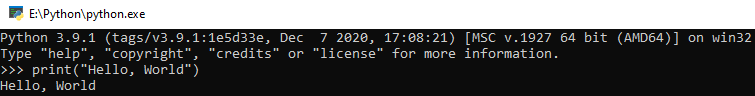 E:\Python\python.exe
Python 3.9.1 (tags/v3.9.1:1e5d33e, Dec  7 2020, 17:08:21) [MSC v.1927 64 bit (AMD64)] on win32
Type "help", "copyright", "credits" or "license" for more information.
>>> print("Hello, World")
Hello, World